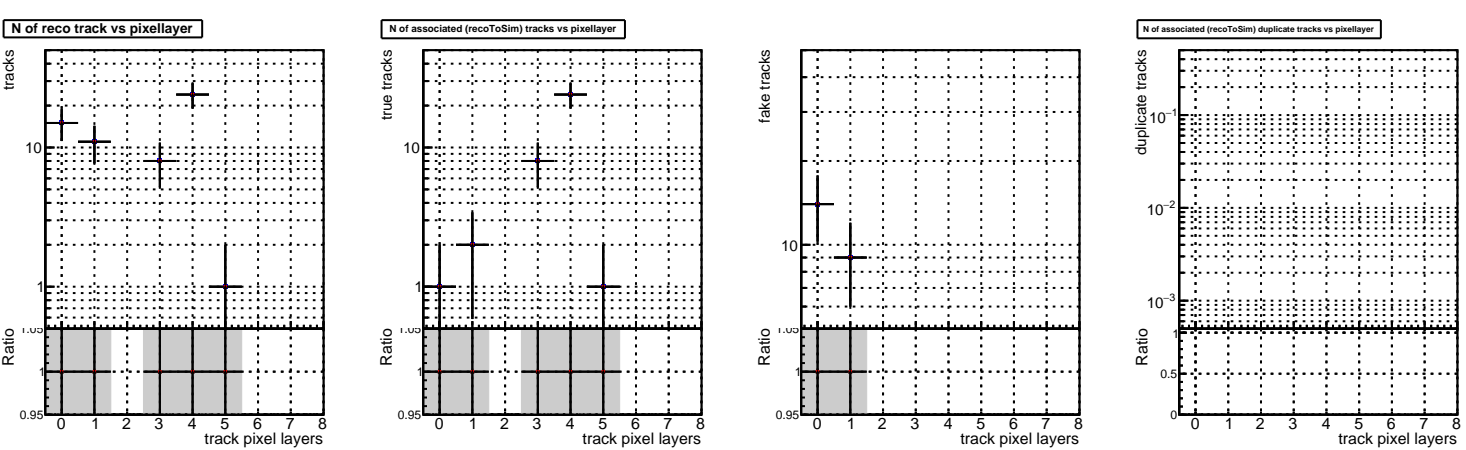 N of reco track vs pixellayer
tracks
10
1
Ratio
1.05
1
0.95
0 1 2 3 4 5 6 7 8
track pixel layers
N of associated (recoToSim) tracks vs pixellayer
true tracks
10
1
Ratio
1.05
1
0.95
0 1 2 3 4 5 6 7 8
track pixel layers
fake tracks
10
Ratio
1.05
1
0.95
0 1 2 3 4 5 6 7 8
track pixel layers
N of associated (recoToSim) duplicate tracks vs pixellayer
duplicate tracks
10⁻¹
10⁻²
10⁻³
Ratio
1
0.5
0
0 1 2 3 4 5 6 7 8
track pixel layers